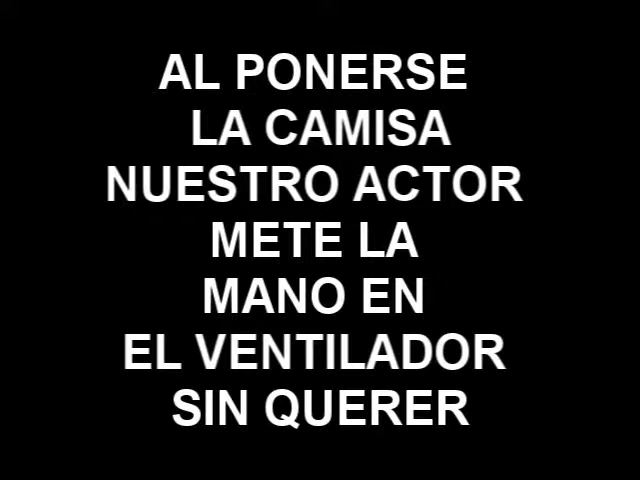 AL PONERSE
LA CAMISA
NUESTRO ACTOR
METE LA
MANO EN
EL VENTILADOR
SIN QUERER